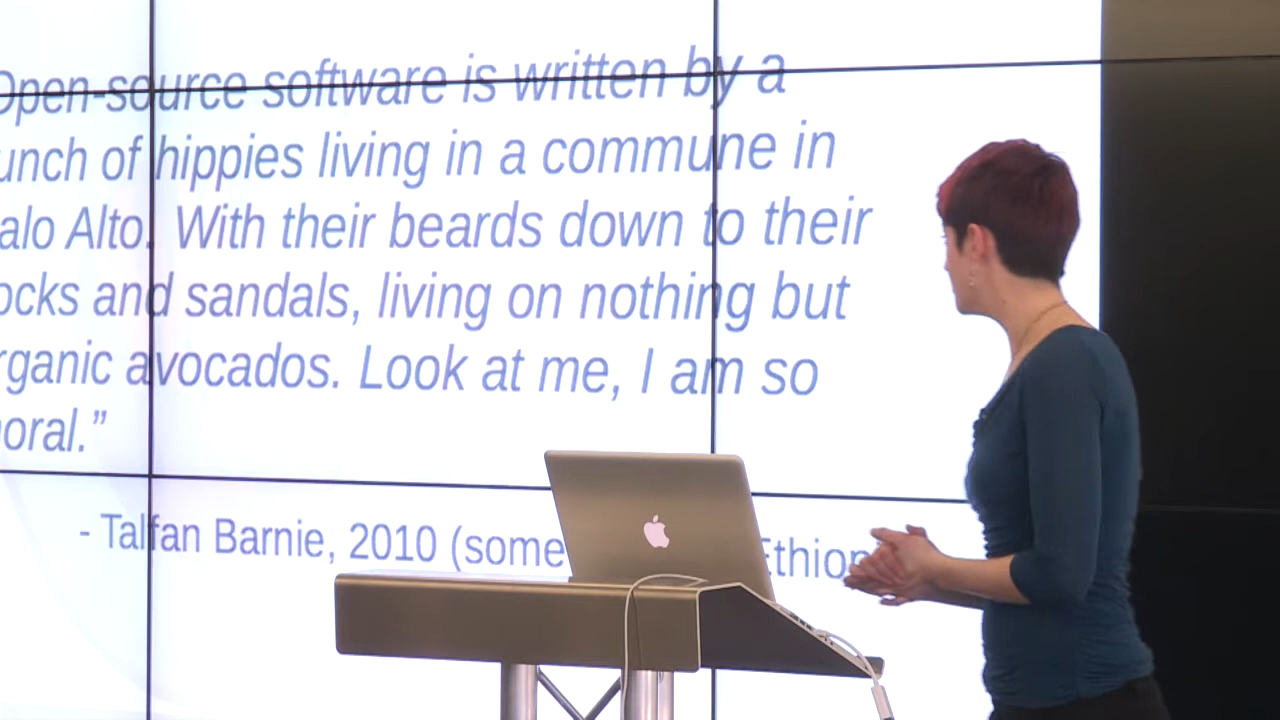 Open-source software is written by a
unch of hippies living in a commune in
alo Alto. With their beards down to their
ocks and sandals, living on nothing but
rganic avocados. Look at me, I am so
oral.”
- Talfan Barnie, 2010 (some Ethiop